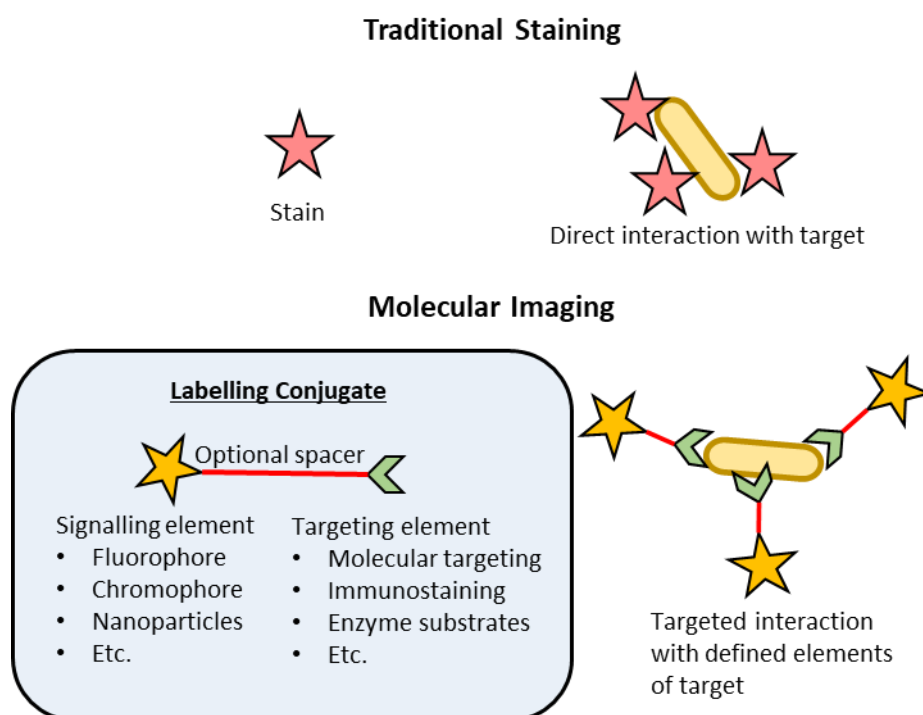 Traditional Staining
Stain
Direct interaction with target
Molecular Imaging
Labelling Conjugate
Optional spacer
Signalling element
• Fluorophore
• Chromophore
• Nanoparticles
• Etc.
Targeting element
• Molecular targeting
• Immunostaining
• Enzyme substrates
• Etc.
Targeted interaction
with defined elements
of target